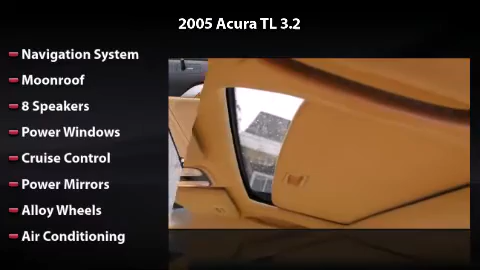 2005 Acura TL 3.2
Navigation System
Moonroof
8 Speakers
Power Windows
Cruise Control
Power Mirrors
Alloy Wheels
Air Conditioning